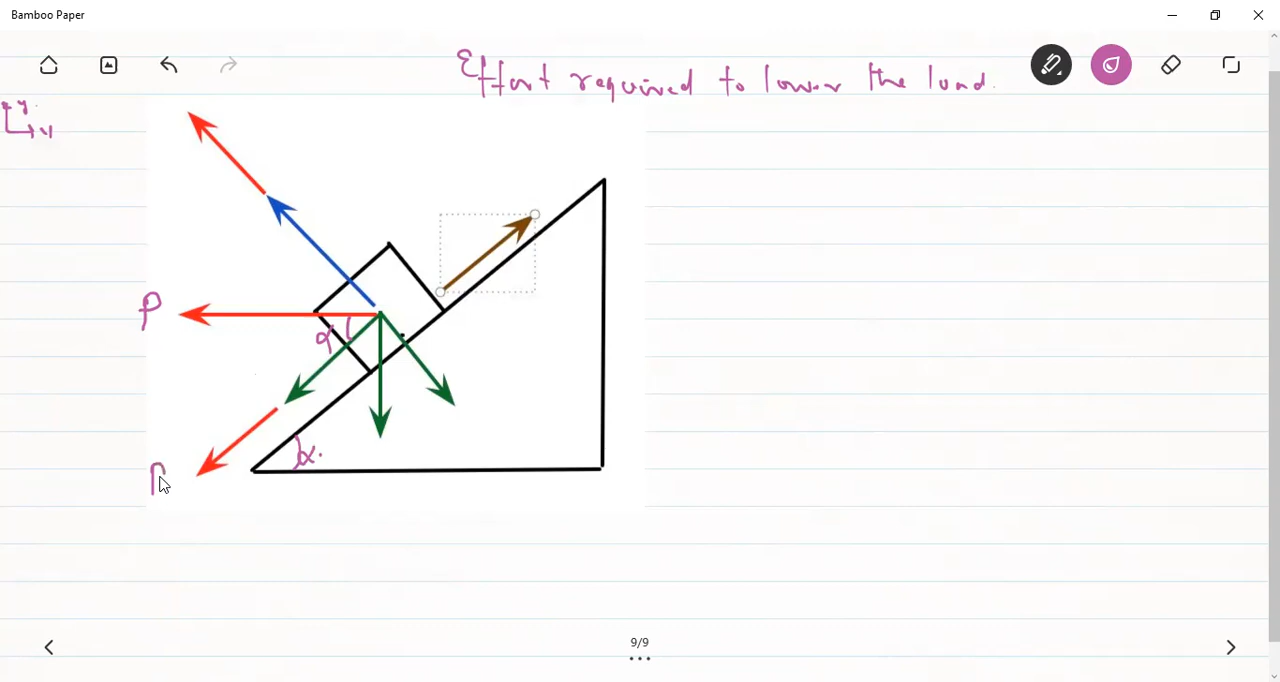 Bamboo Paper
Effort required to lower the load.
y
x
P
α
α.
P
9/9